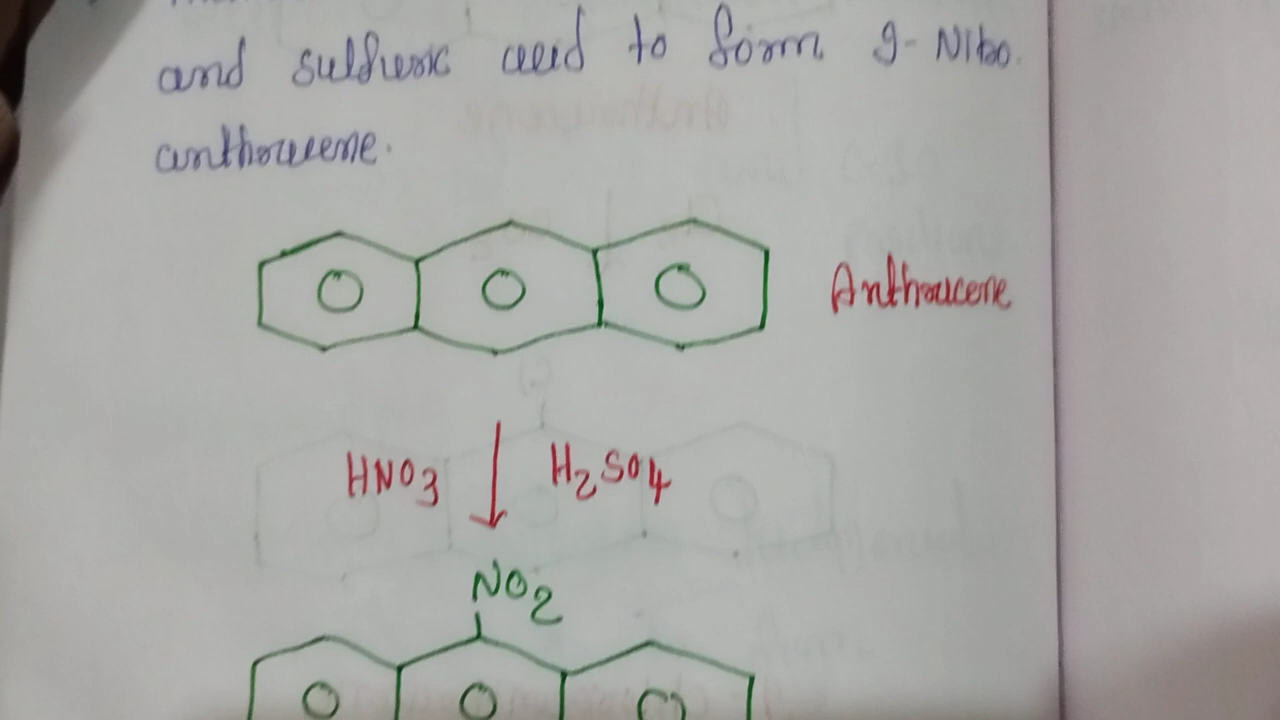 and sulfuric acid to form 9-Nitro.
anthracene.
Anthracene
HNO3 H2SO4
NO2